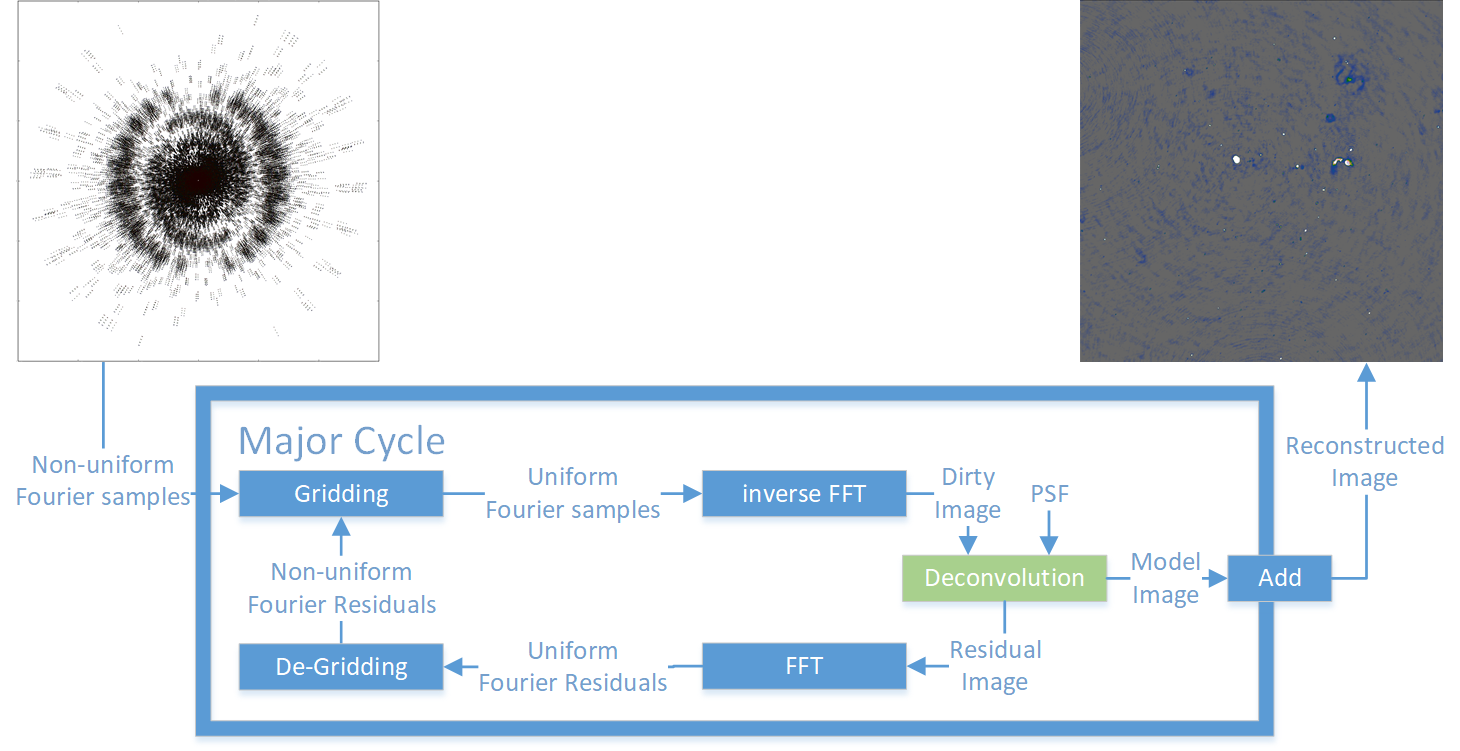 Major Cycle
Non-uniform
Fourier samples
Gridding
Uniform
Fourier samples
inverse FFT
Dirty
Image
PSF
Deconvolution
Model
Image
Add
Reconstructed
Image
Residual
Image
FFT
Uniform
Fourier Residuals
De-Gridding
Non-uniform
Fourier Residuals